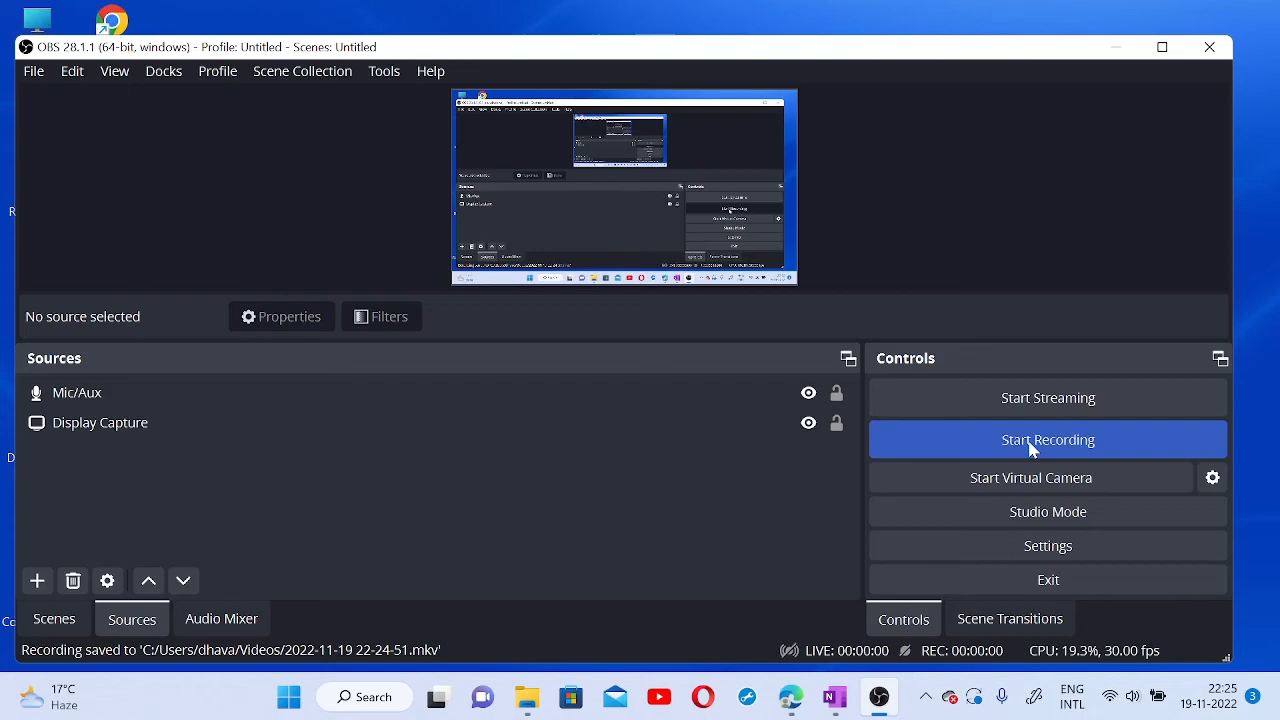 OBS 28.1.1 (64-bit, windows) - Profile: Untitled - Scenes: Untitled
File Edit View Docks Profile Scene Collection Tools Help
No source selected Properties Filters
Sources
Controls
Mic/Aux
Display Capture
Start Streaming
Start Recording
Start Virtual Camera
Studio Mode
Settings
Exit
Scenes Sources Audio Mixer
Controls Scene Transitions
Recording saved to 'C:/Users/dhava/Videos/2022-11-19 22-24-51.mkv'
LIVE: 00:00:00 REC: 00:00:00 CPU: 19.3%, 30.00 fps
17°C
Haze
Search
ENG
INTL
22:25
19-11-2022
3